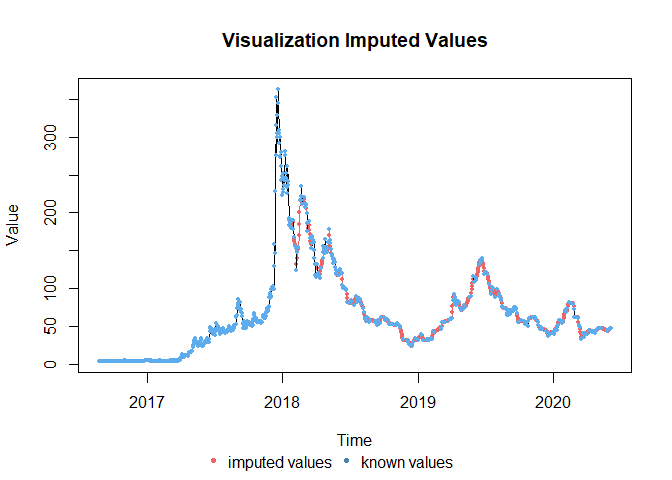 Visualization Imputed Values
Value
300
200
100
50
0
2017 2018 2019 2020
Time
imputed values known values